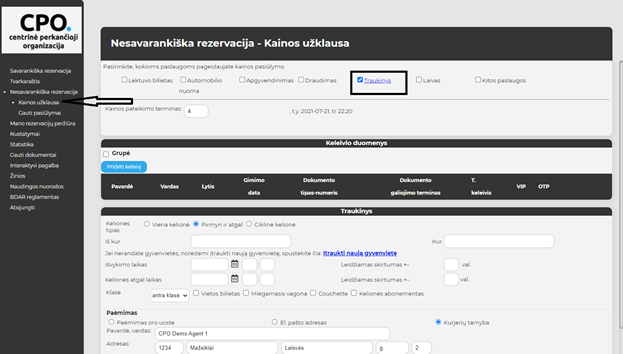 CPO.
centrinė perkančioji
organizacija
Savarankiška rezervacija
Tvarkaraštis
Nesavarankiška rezervacija
Kainos užklausa
Gauti pasiūlymai
Mano rezervacijų peržiūra
Nustatymai
Statistika
Gauti dokumentai
Interaktyvi pagalba
Žinios
Naudingos nuorodos
BDAR reglamentas
Atsijungti
Nesavarankiška rezervacija - Kainos užklausa
Pasirinkite, kokioms paslaugoms pageidaujate kainos pasiūlymo.
Lėktuvo bilietas Automobilio nuoma Apgyvendinimas Draudimas Traukinys Laivas Kitos paslaugos
Kainos pateikimo terminas: 4 , t.y. 2021-07-21, tr 22:20
Keleivio duomenys
Grupė
Pridėti keleivį
Pavardė Vardas Lytis Gimimo data Dokumento tipas-numeris Dokumento galiojimo terminas T. keleivis VIP OTP
Traukinys
Kelionės tipas Viena kelionė Pirmyn ir atgal Ciklinė kelionė
Iš kur Kur
Jei nerandate gyvenvietės, norėdami įtraukti naują gyvenvietę, spustekite čia: Įtraukti naują gyvenvietę
Išvykimo laikas Leidžiamas skirtumas +- val.
Kelionės atgal laikas Leidžiamas skirtumas +- val.
Klasė antra klasė Vietos bilietas Miegamasis vagonas Couchette Kelionės abonementas
Paėmimas
Paėmimas oro uoste El. pašto adresas Kurjerių tarnyba
Pavardė, vardas: CPO Demo Agent 1
Adresas: 1234 Mažeikiai Laisvės g 2